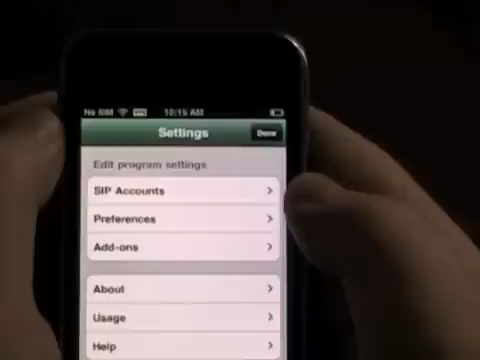 No SIM 10:15 AM
Settings Done
Edit program settings
SIP Accounts
Preferences
Add-ons
About
Usage
Help